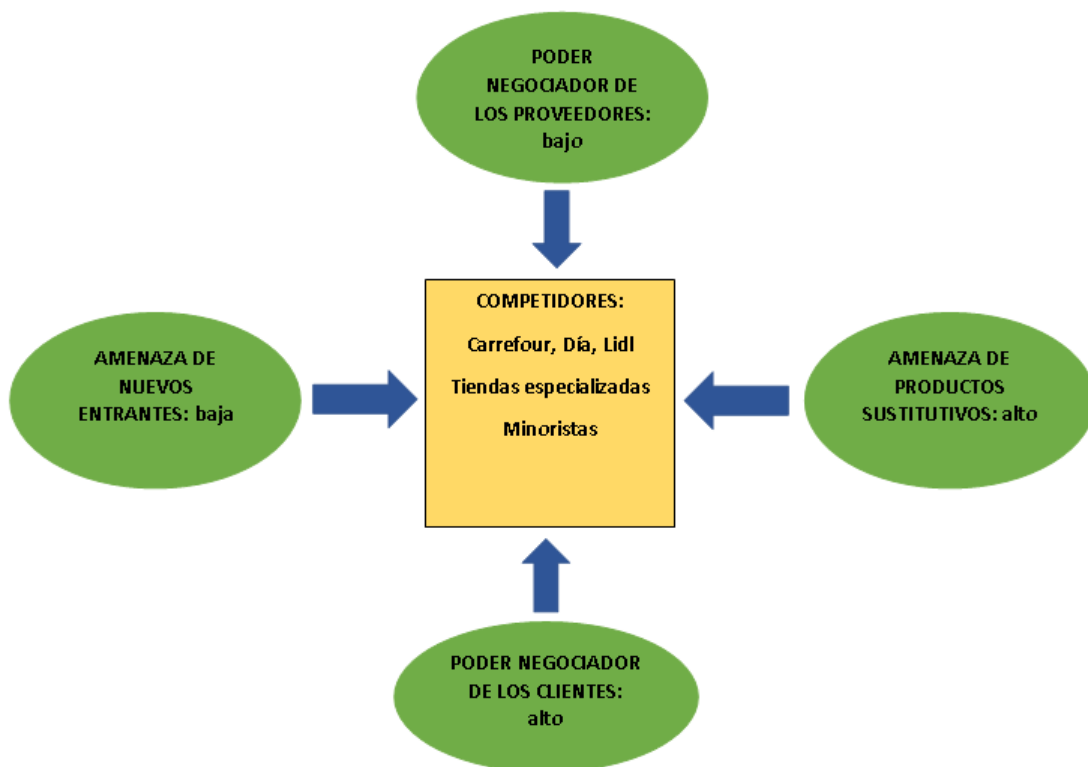 PODER
NEGOCIADOR DE
LOS PROVEEDORES:
bajo
COMPETIDORES:
Carrefour, Día, Lidl
Tiendas especializadas
Minoristas
AMENAZA DE
NUEVOS
ENTRANTES: baja
AMENAZA DE
PRODUCTOS
SUSTITUTIVOS: alto
PODER NEGOCIADOR
DE LOS CLIENTES:
alto